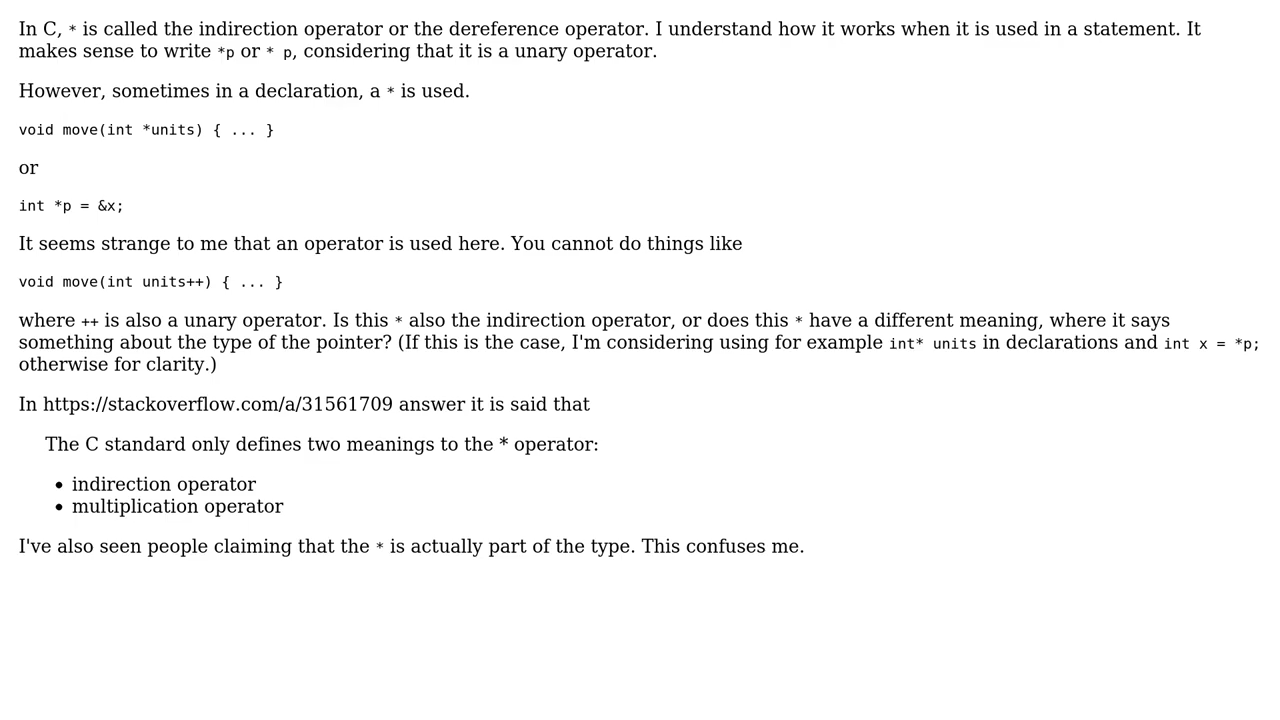 In C, * is called the indirection operator or the dereference operator. I understand how it works when it is used in a statement. It
makes sense to write *p or * p, considering that it is a unary operator.
However, sometimes in a declaration, a * is used.
void move(int *units) { ... }
or
int *p = &x;
It seems strange to me that an operator is used here. You cannot do things like
void move(int units++) { ... }
where ++ is also a unary operator. Is this * also the indirection operator, or does this * have a different meaning, where it says
something about the type of the pointer? (If this is the case, I'm considering using for example int* units in declarations and int x = *p;
otherwise for clarity.)
In https://stackoverflow.com/a/31561709 answer it is said that
The C standard only defines two meanings to the * operator:
• indirection operator
• multiplication operator
I've also seen people claiming that the * is actually part of the type. This confuses me.